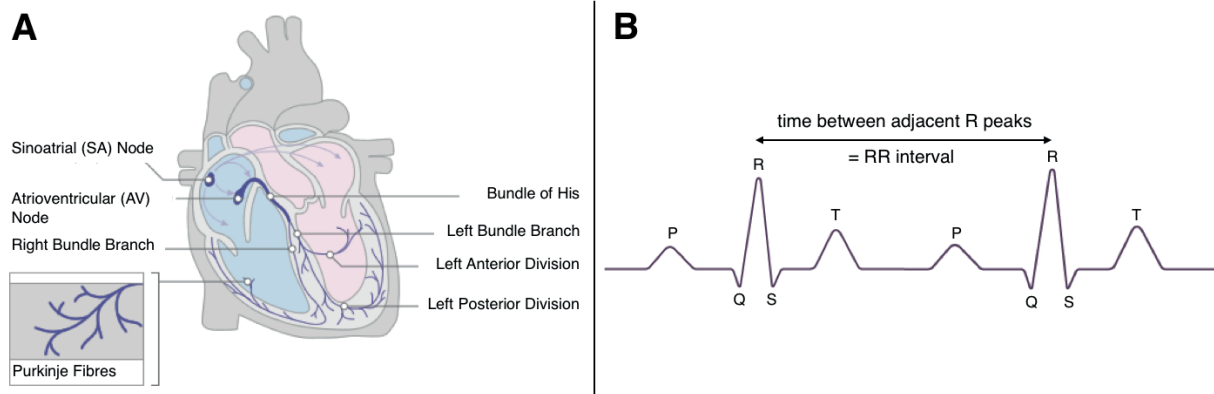 A
Sinoatrial (SA) Node
Atrioventricular (AV)
Node
Right Bundle Branch
Purkinje Fibres
Bundle of His
Left Bundle Branch
Left Anterior Division
Left Posterior Division
B
time between adjacent R peaks
= RR interval
R
R
P
T
P
T
Q
S
Q
S